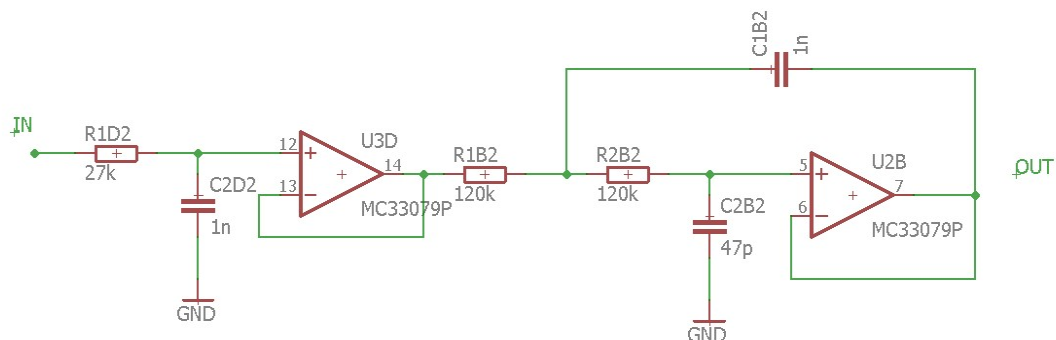 IN
R1D2
27k
C2D2
1n
GND
12
13
14
U3D
MC33079P
R1B2
120k
R2B2
120k
C1B2
1n
C2B2
47p
GND
5
6
7
U2B
MC33079P
OUT